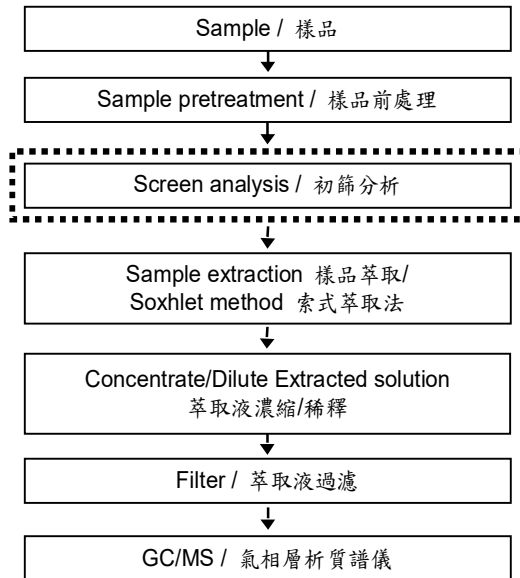 Sample / 樣品
Sample pretreatment / 樣品前處理
Screen analysis / 初篩分析
Sample extraction 樣品萃取/
Soxhlet method 索式萃取法
Concentrate/Dilute Extracted solution
萃取液濃縮/稀釋
Filter / 萃取液過濾
GC/MS / 氣相層析質譜儀